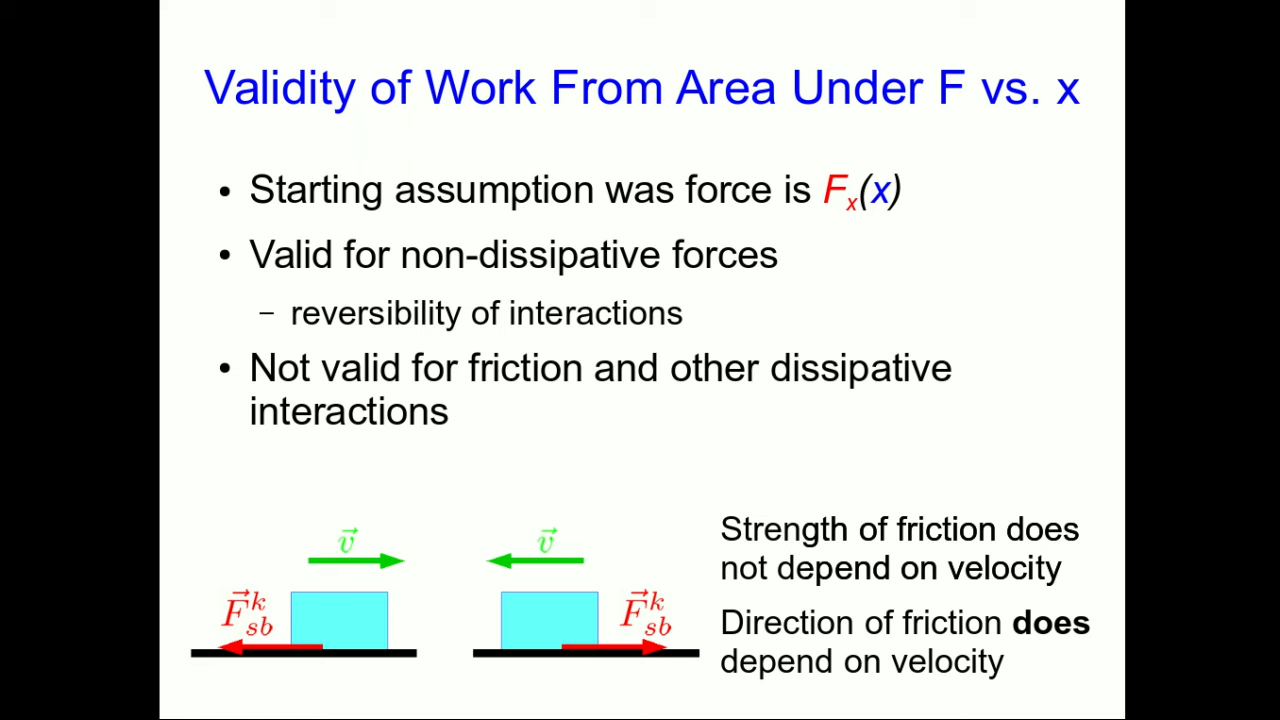 Validity of Work From Area Under F vs. x
• Starting assumption was force is Fₓ(x)
• Valid for non-dissipative forces
– reversibility of interactions
• Not valid for friction and other dissipative
interactions
Strength of friction does
not depend on velocity
Direction of friction does
depend on velocity
v⃗
v⃗
F⃗ᵏsb
F⃗ᵏsb